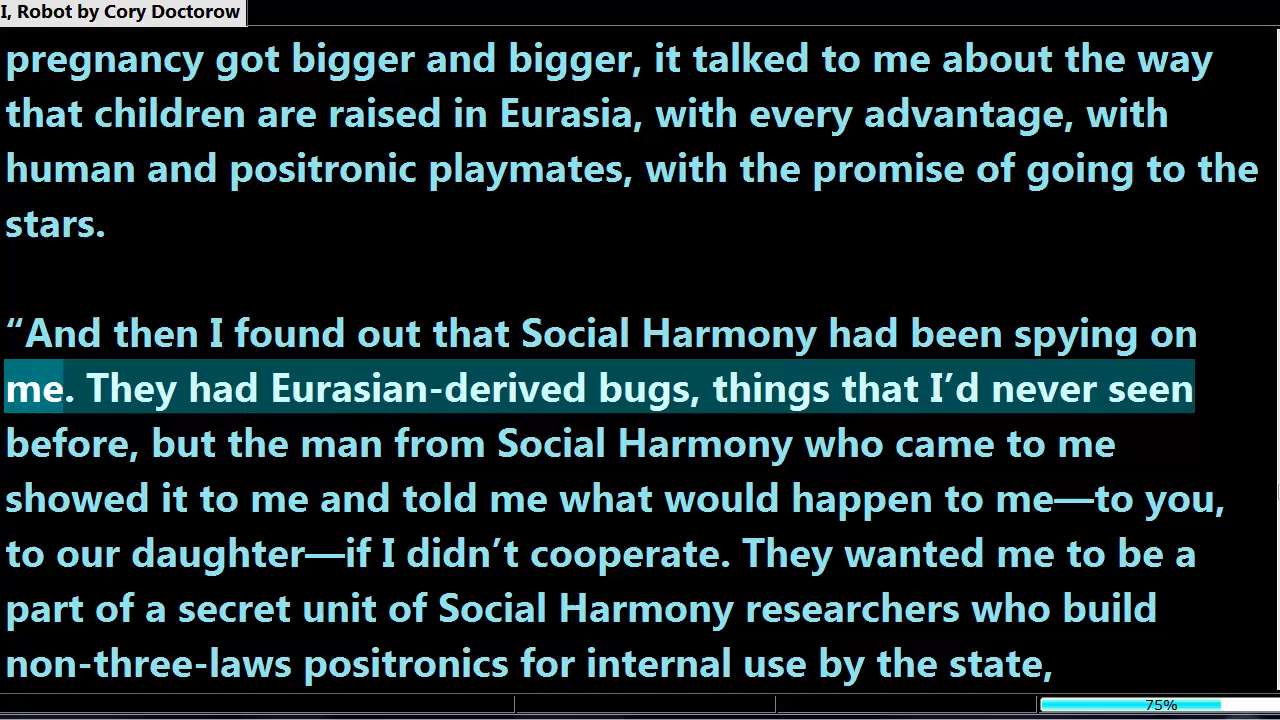 I, Robot by Cory Doctorow
pregnancy got bigger and bigger, it talked to me about the way
that children are raised in Eurasia, with every advantage, with
human and positronic playmates, with the promise of going to the
stars.
“And then I found out that Social Harmony had been spying on
me. They had Eurasian-derived bugs, things that I’d never seen
before, but the man from Social Harmony who came to me
showed it to me and told me what would happen to me—to you,
to our daughter—if I didn’t cooperate. They wanted me to be a
part of a secret unit of Social Harmony researchers who build
non-three-laws positronics for internal use by the state,
75%